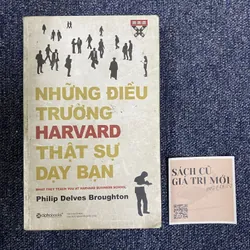 NHỮNG ĐIỀU
TRƯỜNG
HARVARD
THẬT SỰ
DẠY BẠN
WHAT THEY TEACH YOU AT HARVARD BUSINESS SCHOOL
Philip Delves Broughton
alphabooks
SÁCH CŨ
GIÁ TRỊ MỚI